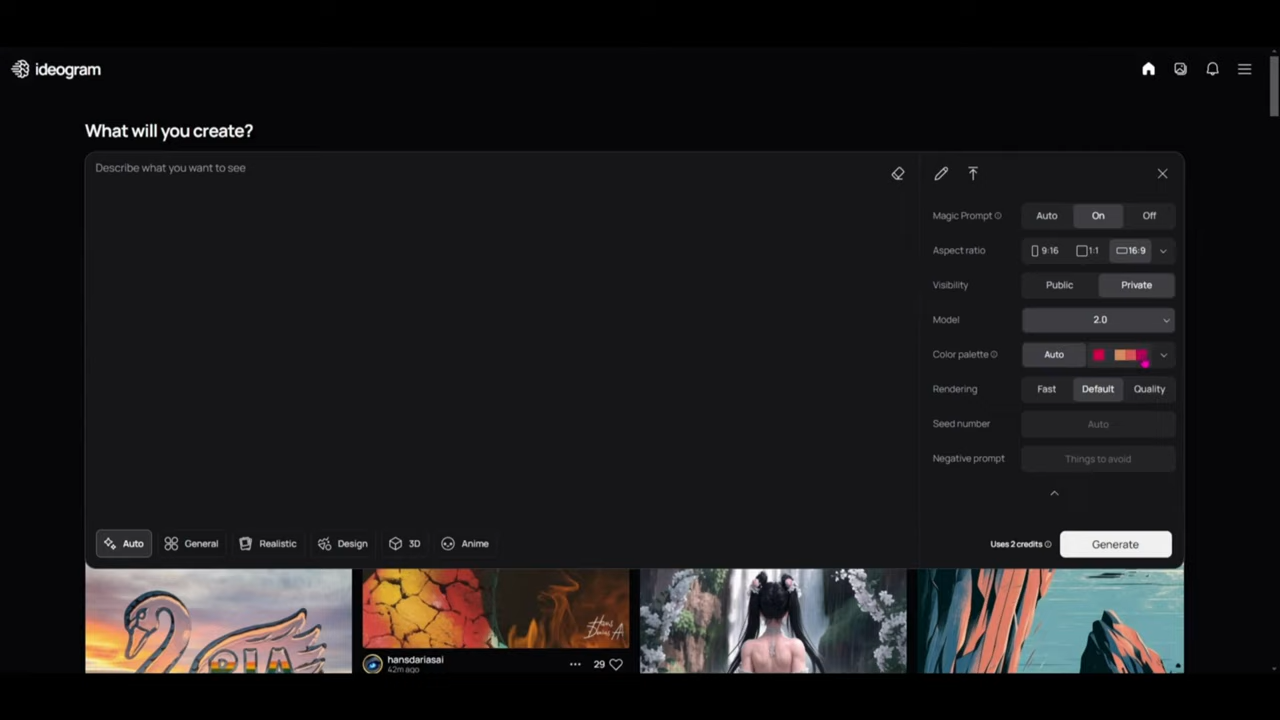 ideogram
What will you create?
Describe what you want to see
Magic Prompt Auto On Off
Aspect ratio 9:16 1:1 16:9
Visibility Public Private
Model 2.0
Color palette Auto
Rendering Fast Default Quality
Seed number Auto
Negative prompt Things to avoid
Auto General Realistic Design 3D Anime
Uses 2 credits Generate
hansdariasai 29
42m ago